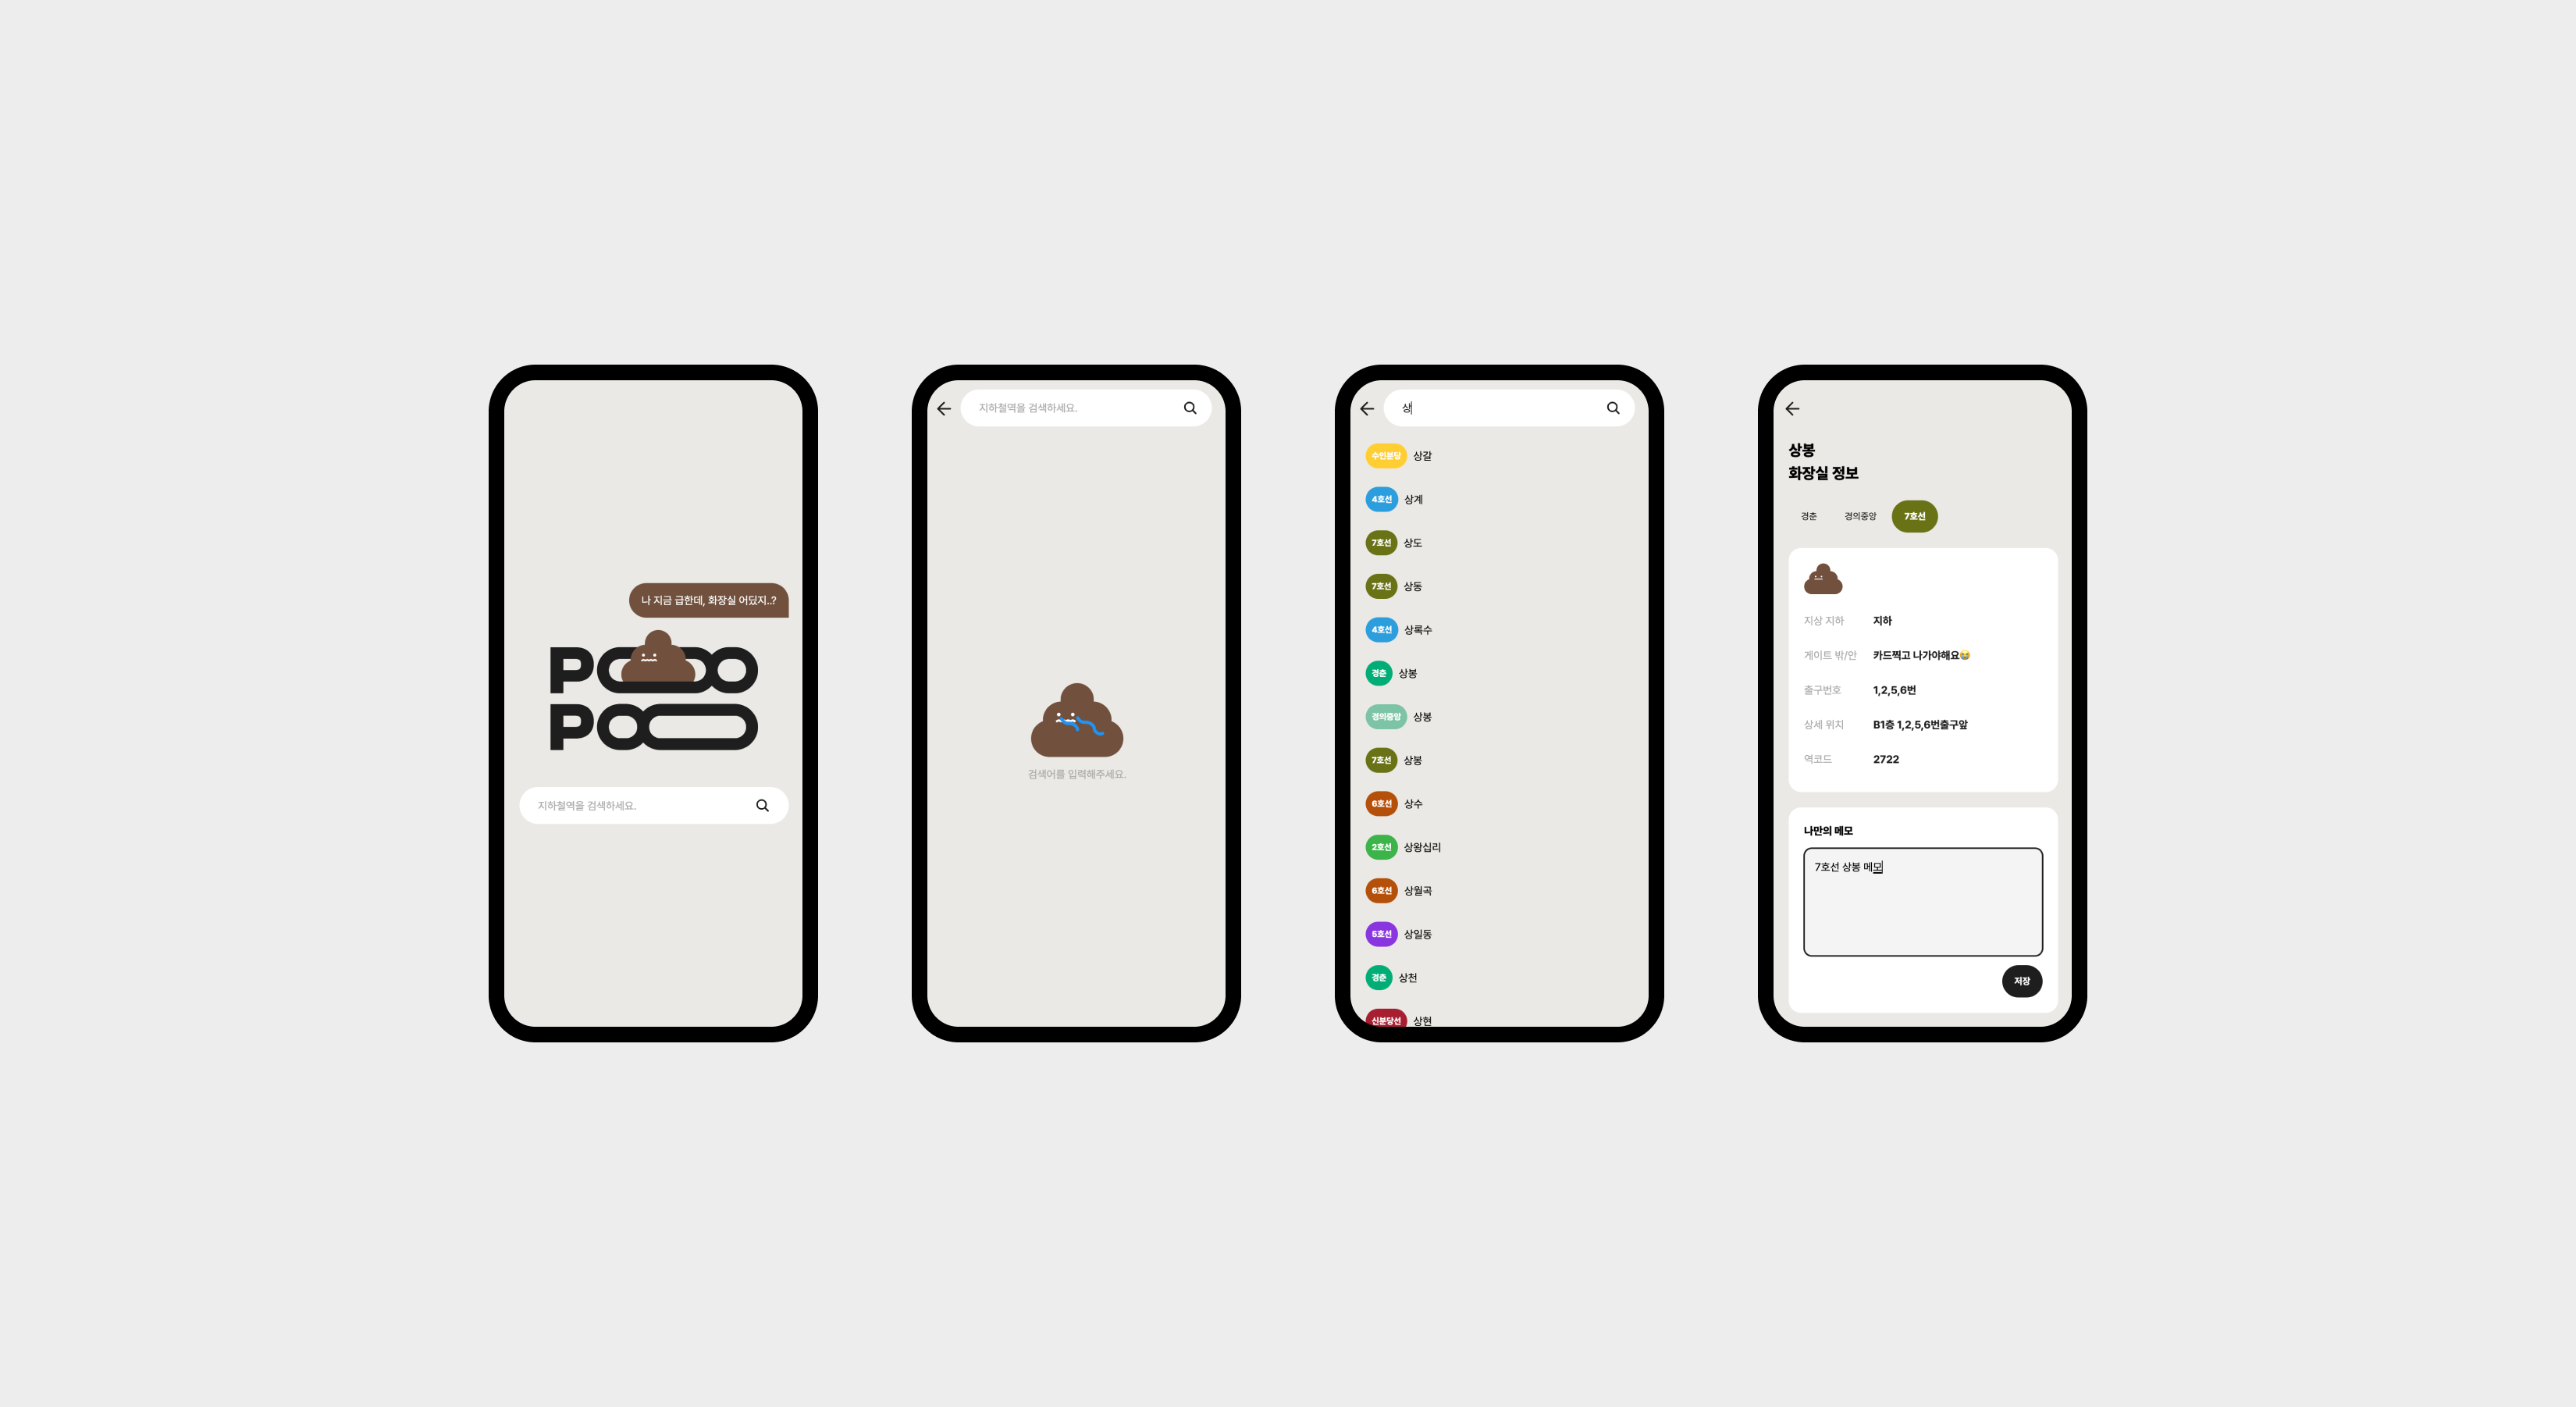 나 지금 급한데, 화장실 어딨지..?
POOO
POO
지하철역을 검색하세요.
지하철역을 검색하세요.
검색어를 입력해주세요.
상
수인분당 상갈
4호선 상계
7호선 상도
7호선 상동
4호선 상록수
경춘 상봉
경의중앙 상봉
7호선 상봉
6호선 상수
2호선 상왕십리
6호선 상월곡
5호선 상일동
경춘 상천
신분당선 상현
상봉
화장실 정보
경춘 경의중앙 7호선
지상 지하 지하
게이트 밖/안 카드찍고 나가야해요😭
출구번호 1,2,5,6번
상세 위치 B1층 1,2,5,6번출구앞
역코드 2722
나만의 메모
7호선 상봉 메모
저장